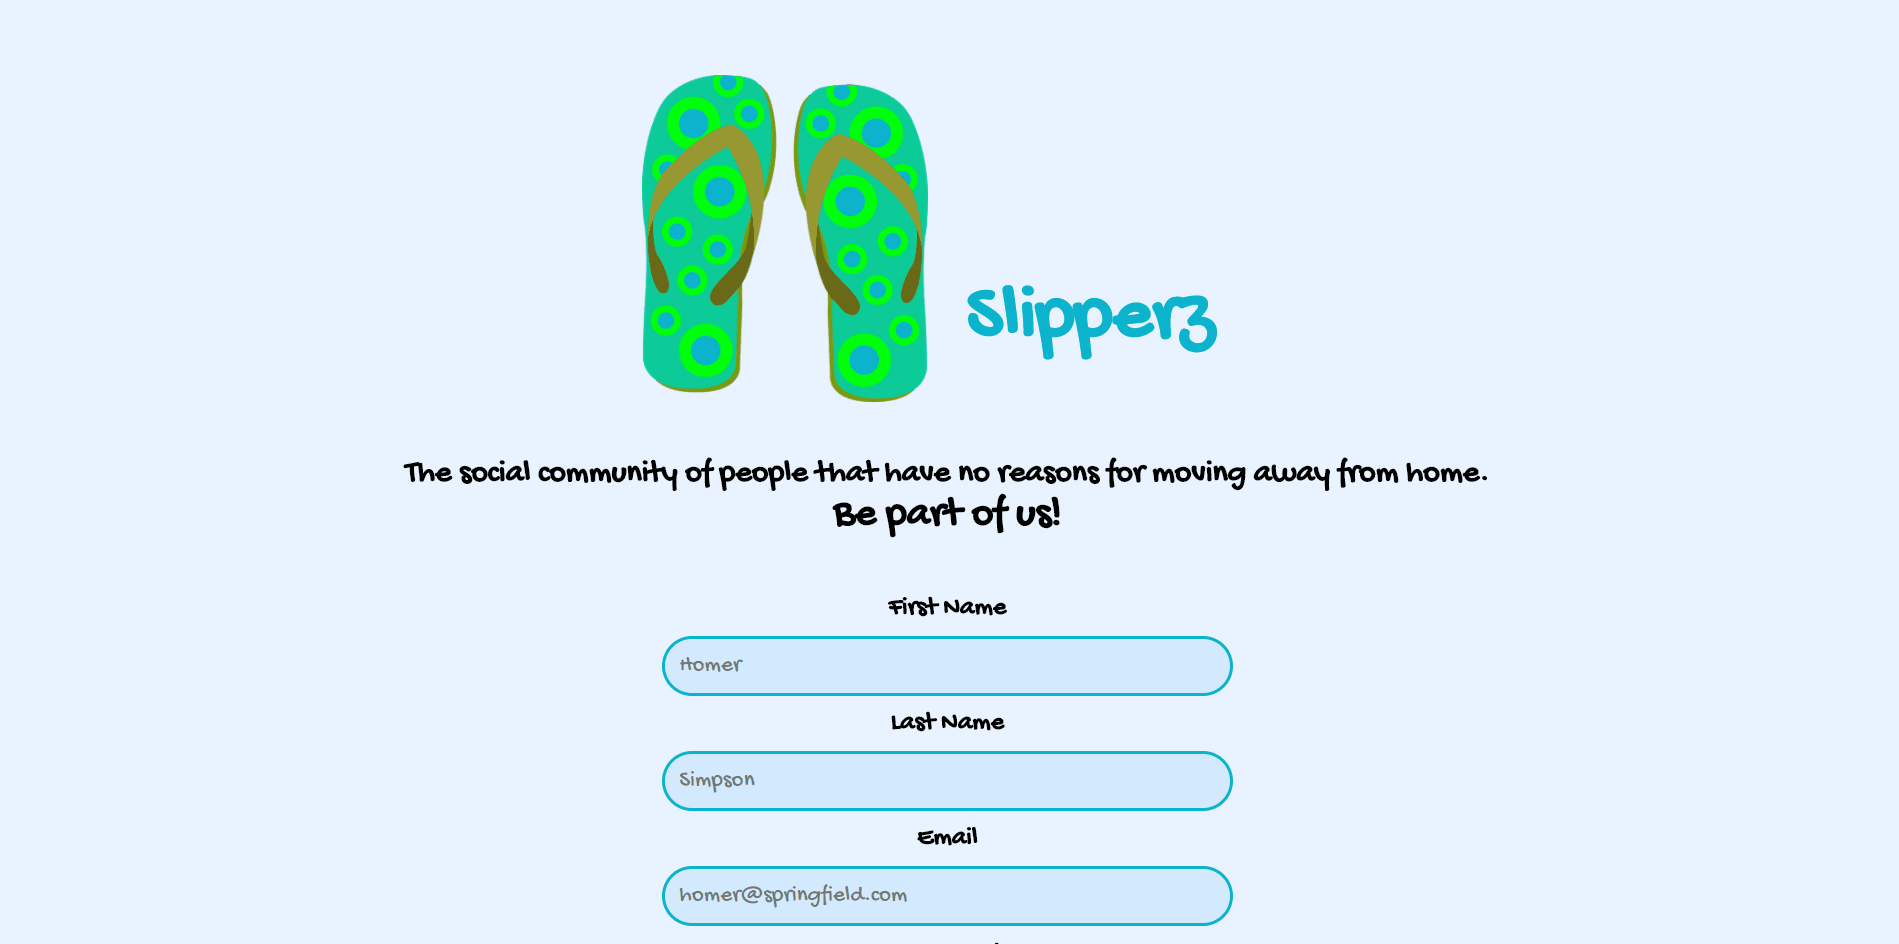 Slipperz
The social community of people that have no reasons for moving away from home.
Be part of us!
First Name
Homer
Last Name
Simpson
Email
homer@springfield.com